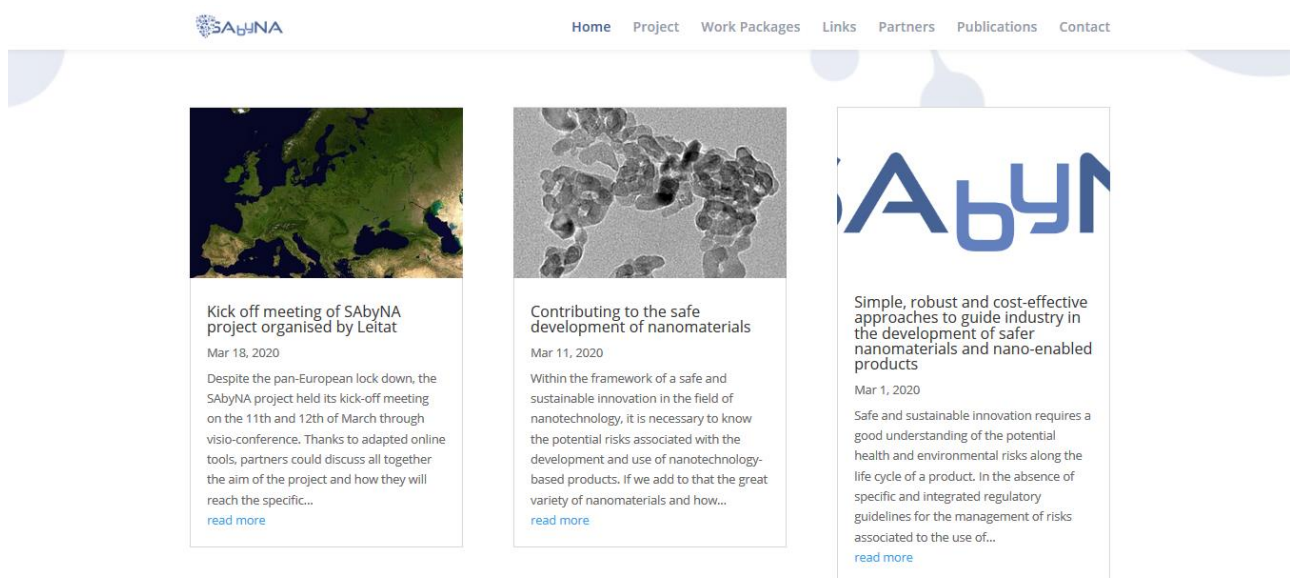 SAbyNA
Home Project Work Packages Links Partners Publications Contact
Kick off meeting of SAbyNA
project organised by Leitat
Mar 18, 2020
Despite the pan-European lock down, the
SAbyNA project held its kick-off meeting
on the 11th and 12th of March through
visio-conference. Thanks to adapted online
tools, partners could discuss all together
the aim of the project and how they will
reach the specific...
read more
Contributing to the safe
development of nanomaterials
Mar 11, 2020
Within the framework of a safe and
sustainable innovation in the field of
nanotechnology, it is necessary to know
the potential risks associated with the
development and use of nanotechnology-
based products. If we add to that the great
variety of nanomaterials and how...
read more
SAbyN
Simple, robust and cost-effective
approaches to guide industry in
the development of safer
nanomaterials and nano-enabled
products
Mar 1, 2020
Safe and sustainable innovation requires a
good understanding of the potential
health and environmental risks along the
life cycle of a product. In the absence of
specific and integrated regulatory
guidelines for the management of risks
associated to the use of...
read more